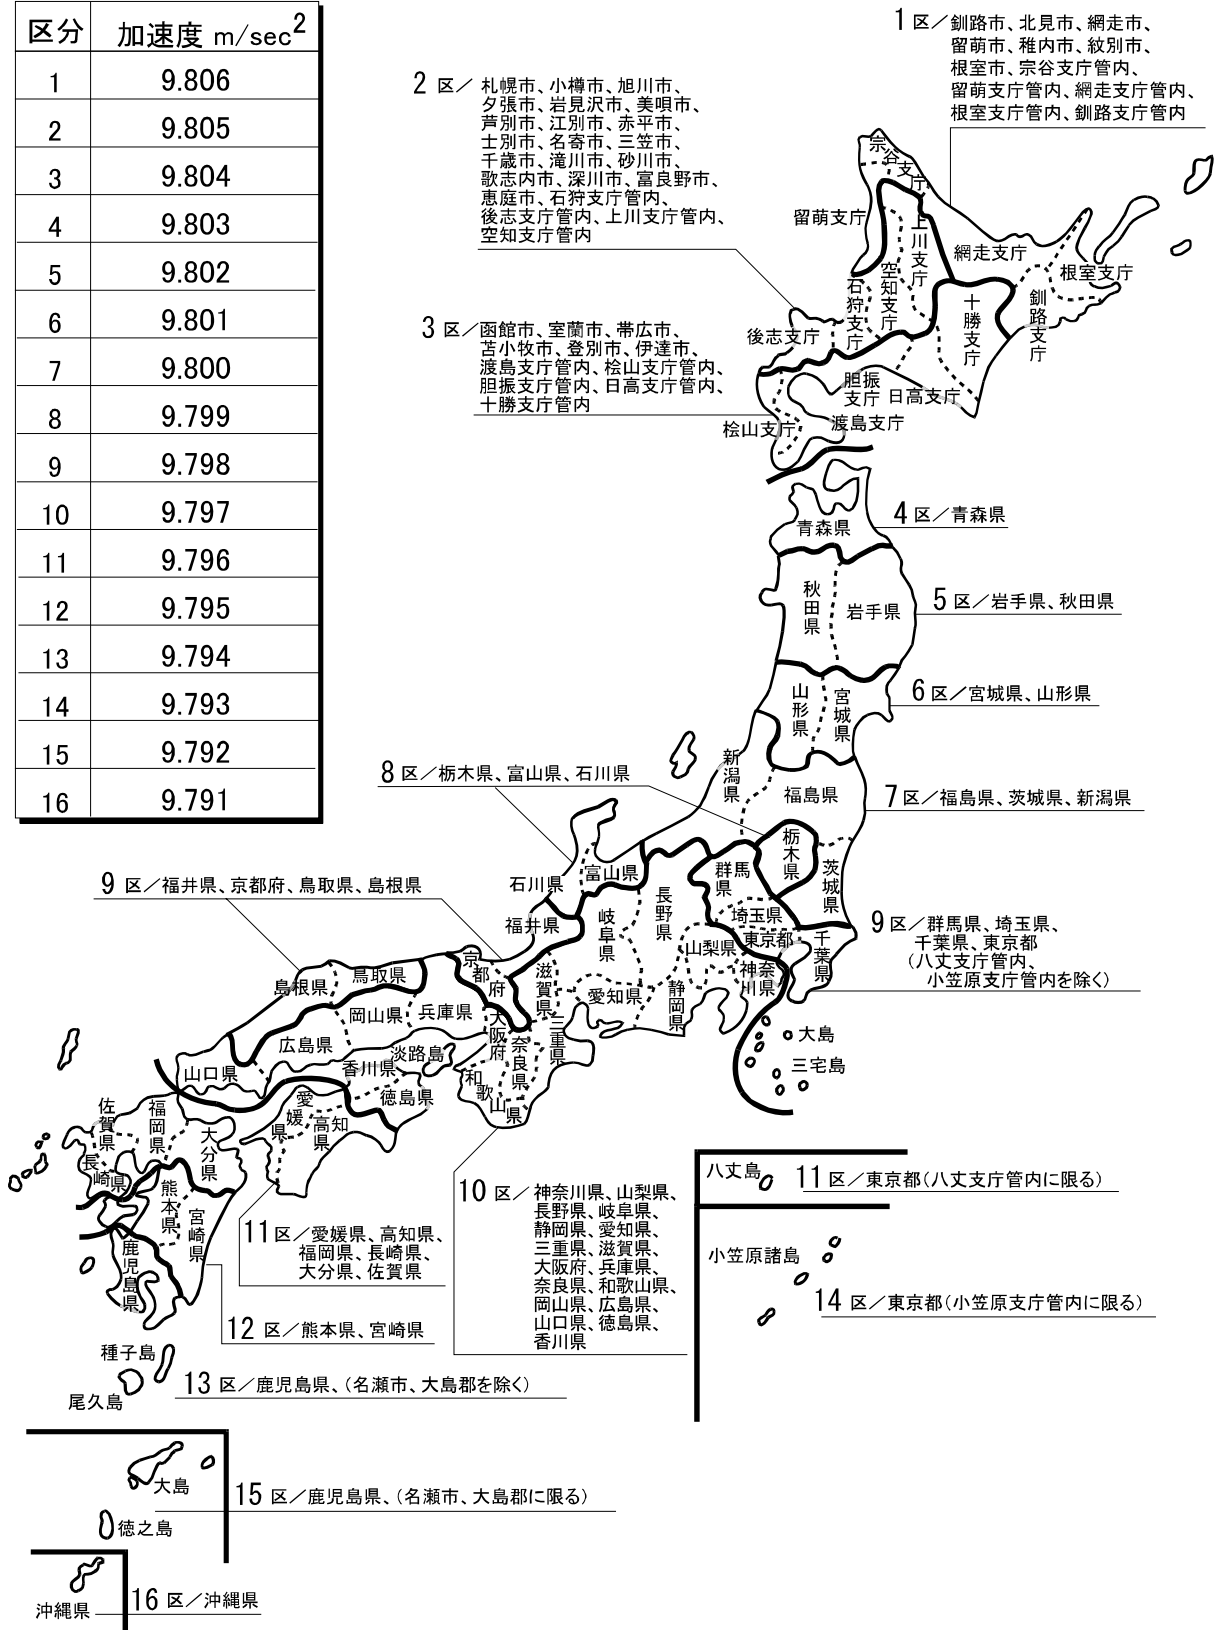 区分 加速度 m/sec²
1 9.806
2 9.805
3 9.804
4 9.803
5 9.802
6 9.801
7 9.800
8 9.799
9 9.798
10 9.797
11 9.796
12 9.795
13 9.794
14 9.793
15 9.792
16 9.791
1 区／釧路市、北見市、網走市、
留萌市、稚内市、紋別市、
根室市、宗谷支庁管内、
留萌支庁管内、網走支庁管内、
根室支庁管内、釧路支庁管内
2 区／ 札幌市、小樽市、旭川市、
夕張市、岩見沢市、美唄市、
芦別市、江別市、赤平市、
士別市、名寄市、三笠市、
千歳市、滝川市、砂川市、
歌志内市、深川市、富良野市、
恵庭市、石狩支庁管内、
後志支庁管内、上川支庁管内、
空知支庁管内
3 区／函館市、室蘭市、帯広市、
苫小牧市、登別市、伊達市、
渡島支庁管内、桧山支庁管内、
胆振支庁管内、日高支庁管内、
十勝支庁管内
宗谷支庁
留萌支庁
上川支庁
網走支庁
根室支庁
空知支庁
石狩支庁
十勝支庁
釧路支庁
後志支庁
胆振
支庁
日高支庁
渡島支庁
桧山支庁
4 区／青森県
青森県
5 区／岩手県、秋田県
秋田県
岩手県
6 区／宮城県、山形県
山形県
宮城県
7 区／福島県、茨城県、新潟県
新潟県
福島県
8 区／栃木県、富山県、石川県
栃木県
茨城県
群馬
県
富山県
石川県
長野県
埼玉県
9 区／福井県、京都府、鳥取県、島根県
9 区／群馬県、埼玉県、
千葉県、東京都
(八丈支庁管内、
小笠原支庁管内を除く)
福井県
岐阜県
山梨県
東京都
千葉県
神奈
川県
京都府
滋賀県
愛知県
静岡県
鳥取県
島根県
岡山県
兵庫県
大阪府
奈良県
三重県
広島県
淡路島
香川県
山口県
和歌山県
徳島県
愛媛県
高知
県
大島
三宅島
佐賀県
福岡県
大分県
長崎県
熊本県
宮崎県
鹿児島県
八丈島
11 区／東京都(八丈支庁管内に限る)
10 区／ 神奈川県、山梨県、
長野県、岐阜県、
静岡県、愛知県、
三重県、滋賀県、
大阪府、兵庫県、
奈良県、和歌山県、
岡山県、広島県、
山口県、徳島県、
香川県
11 区／愛媛県、高知県、
福岡県、長崎県、
大分県、佐賀県
小笠原諸島
14 区／東京都(小笠原支庁管内に限る)
12 区／熊本県、宮崎県
種子島
13 区／鹿児島県、(名瀬市、大島郡を除く)
尾久島
大島
15 区／鹿児島県、(名瀬市、大島郡に限る)
徳之島
16 区／沖縄県
沖縄県